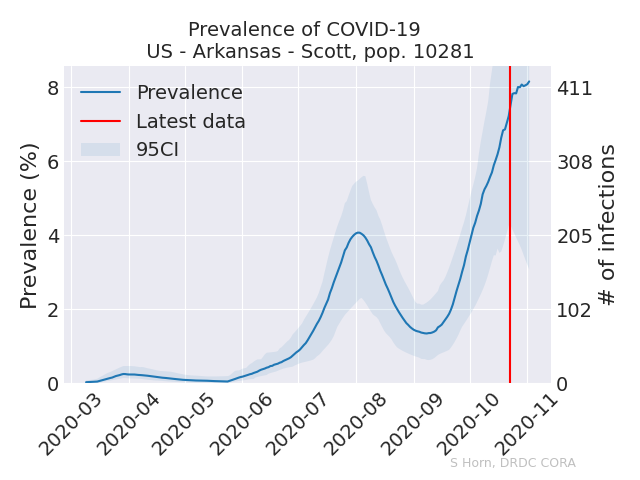 Prevalence of COVID-19
US - Arkansas - Scott, pop. 10281
Prevalence
Latest data
95CI
Prevalence (%)
8
6
4
2
0
411
308
205
102
0
# of infections
2020-03
2020-04
2020-05
2020-06
2020-07
2020-08
2020-09
2020-10
2020-11
S Horn, DRDC CORA